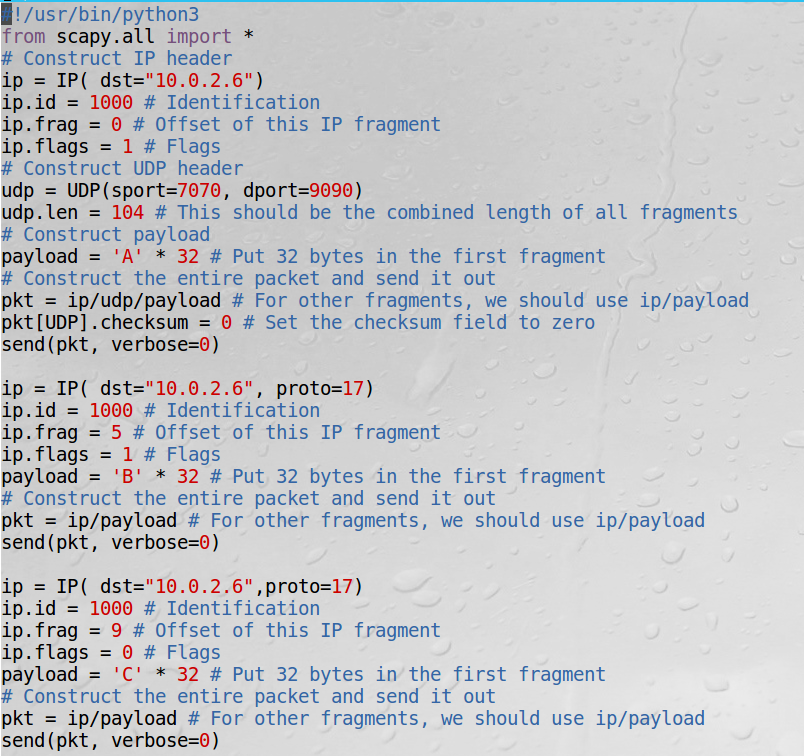 #!/usr/bin/python3
from scapy.all import *
# Construct IP header
ip = IP( dst="10.0.2.6")
ip.id = 1000 # Identification
ip.frag = 0 # Offset of this IP fragment
ip.flags = 1 # Flags
# Construct UDP header
udp = UDP(sport=7070, dport=9090)
udp.len = 104 # This should be the combined length of all fragments
# Construct payload
payload = 'A' * 32 # Put 32 bytes in the first fragment
# Construct the entire packet and send it out
pkt = ip/udp/payload # For other fragments, we should use ip/payload
pkt[UDP].checksum = 0 # Set the checksum field to zero
send(pkt, verbose=0)
ip = IP( dst="10.0.2.6", proto=17)
ip.id = 1000 # Identification
ip.frag = 5 # Offset of this IP fragment
ip.flags = 1 # Flags
payload = 'B' * 32 # Put 32 bytes in the first fragment
# Construct the entire packet and send it out
pkt = ip/payload # For other fragments, we should use ip/payload
send(pkt, verbose=0)
ip = IP( dst="10.0.2.6",proto=17)
ip.id = 1000 # Identification
ip.frag = 9 # Offset of this IP fragment
ip.flags = 0 # Flags
payload = 'C' * 32 # Put 32 bytes in the first fragment
# Construct the entire packet and send it out
pkt = ip/payload # For other fragments, we should use ip/payload
send(pkt, verbose=0)